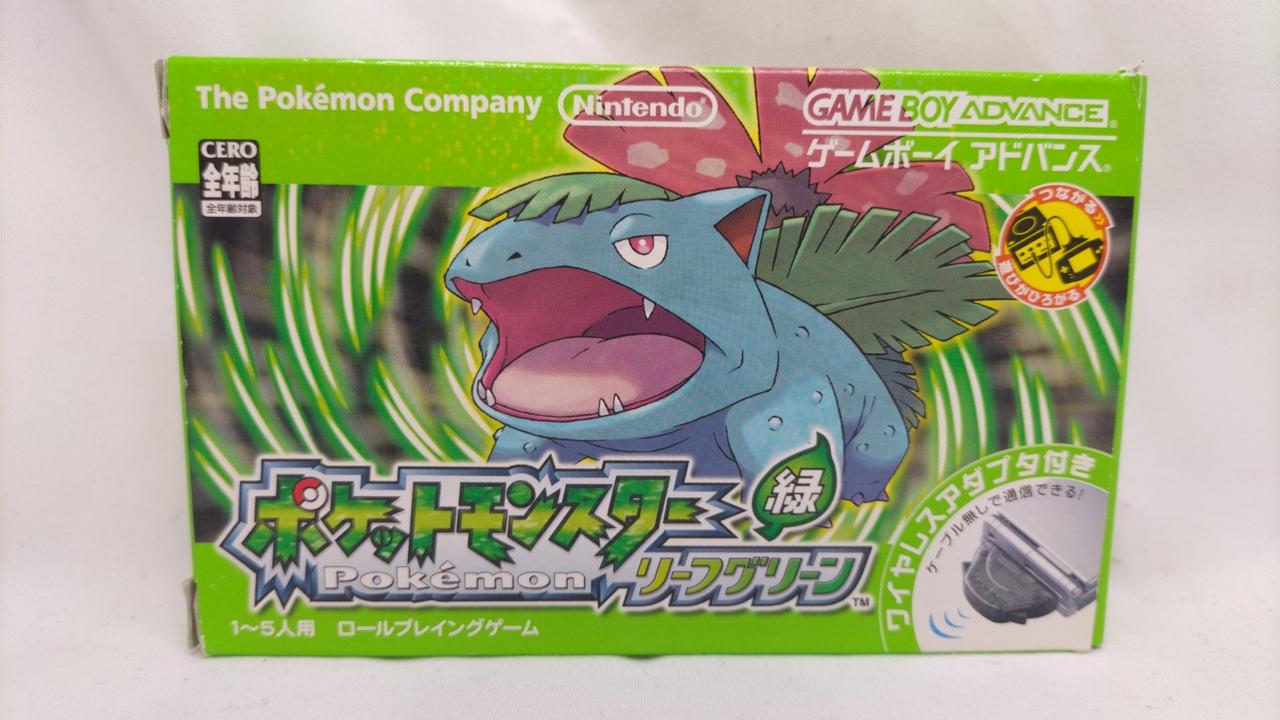 The Pokémon Company
Nintendo®
GAME BOY ADVANCE®
ゲームボーイ アドバンス®
CERO
全年齢
全年齢対象
つながる»
遊びがひろがる
ポケットモンスター
緑
Pokémon
リーフグリーン
TM
ワイヤレスアダプタ付き
ケーブル無しで通信できる!
1〜5人用 ロールプレイングゲーム